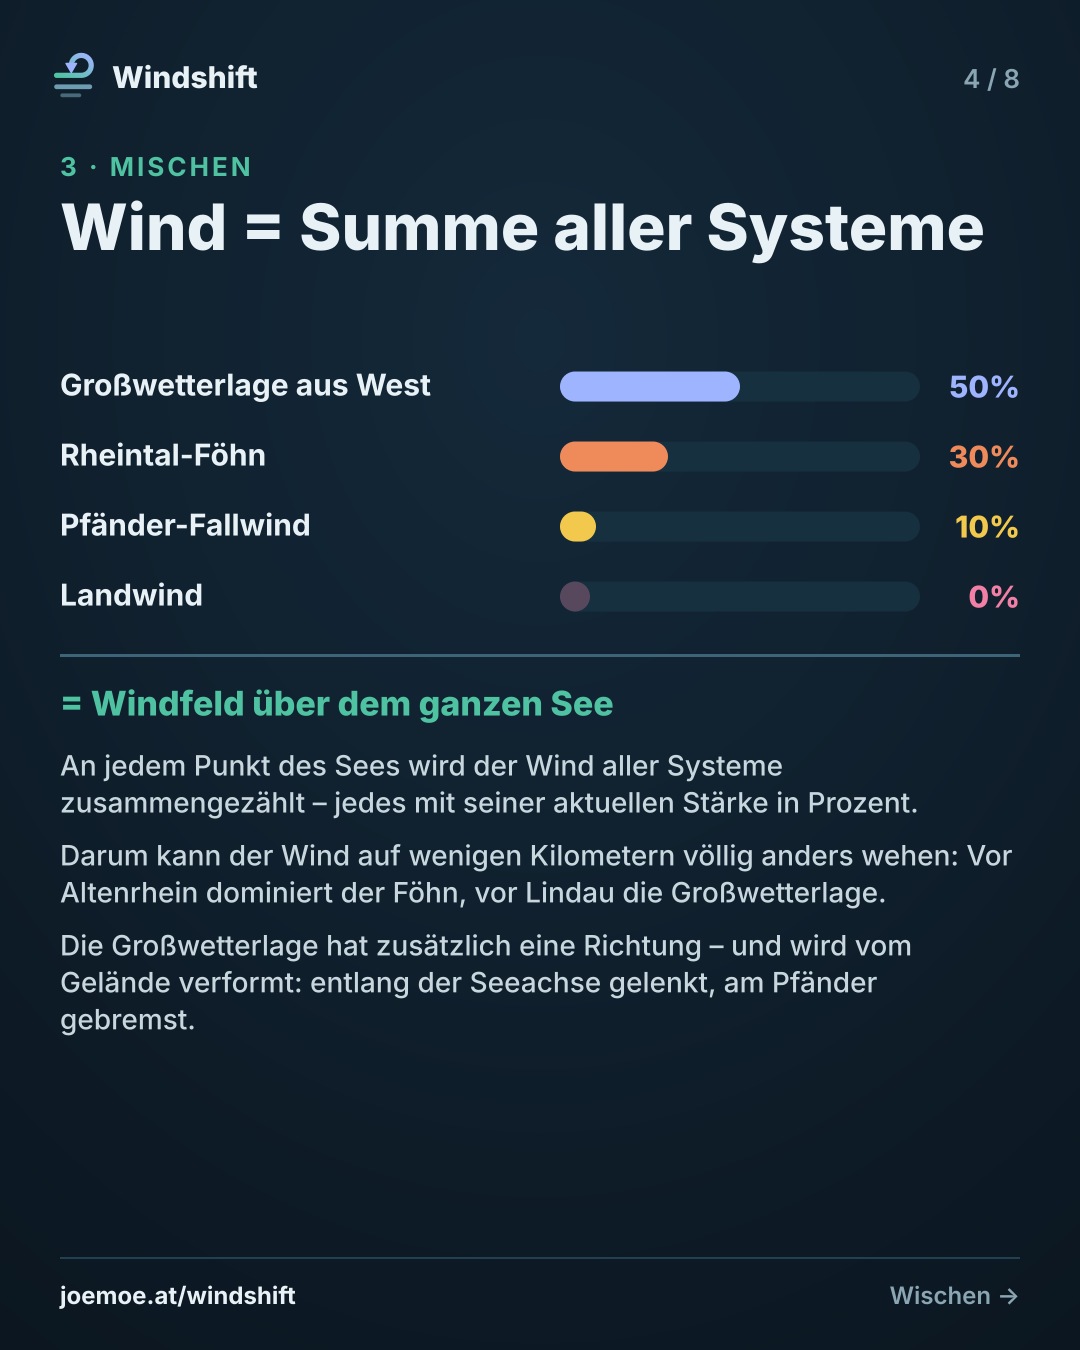 Windshift
4 / 8
3 · MISCHEN
Wind = Summe aller Systeme
Großwetterlage aus West 50%
Rheintal-Föhn 30%
Pfänder-Fallwind 10%
Landwind 0%
= Windfeld über dem ganzen See
An jedem Punkt des Sees wird der Wind aller Systeme
zusammengezählt – jedes mit seiner aktuellen Stärke in Prozent.
Darum kann der Wind auf wenigen Kilometern völlig anders wehen: Vor
Altenrhein dominiert der Föhn, vor Lindau die Großwetterlage.
Die Großwetterlage hat zusätzlich eine Richtung – und wird vom
Gelände verformt: entlang der Seeachse gelenkt, am Pfänder
gebremst.
joemoe.at/windshift
Wischen →